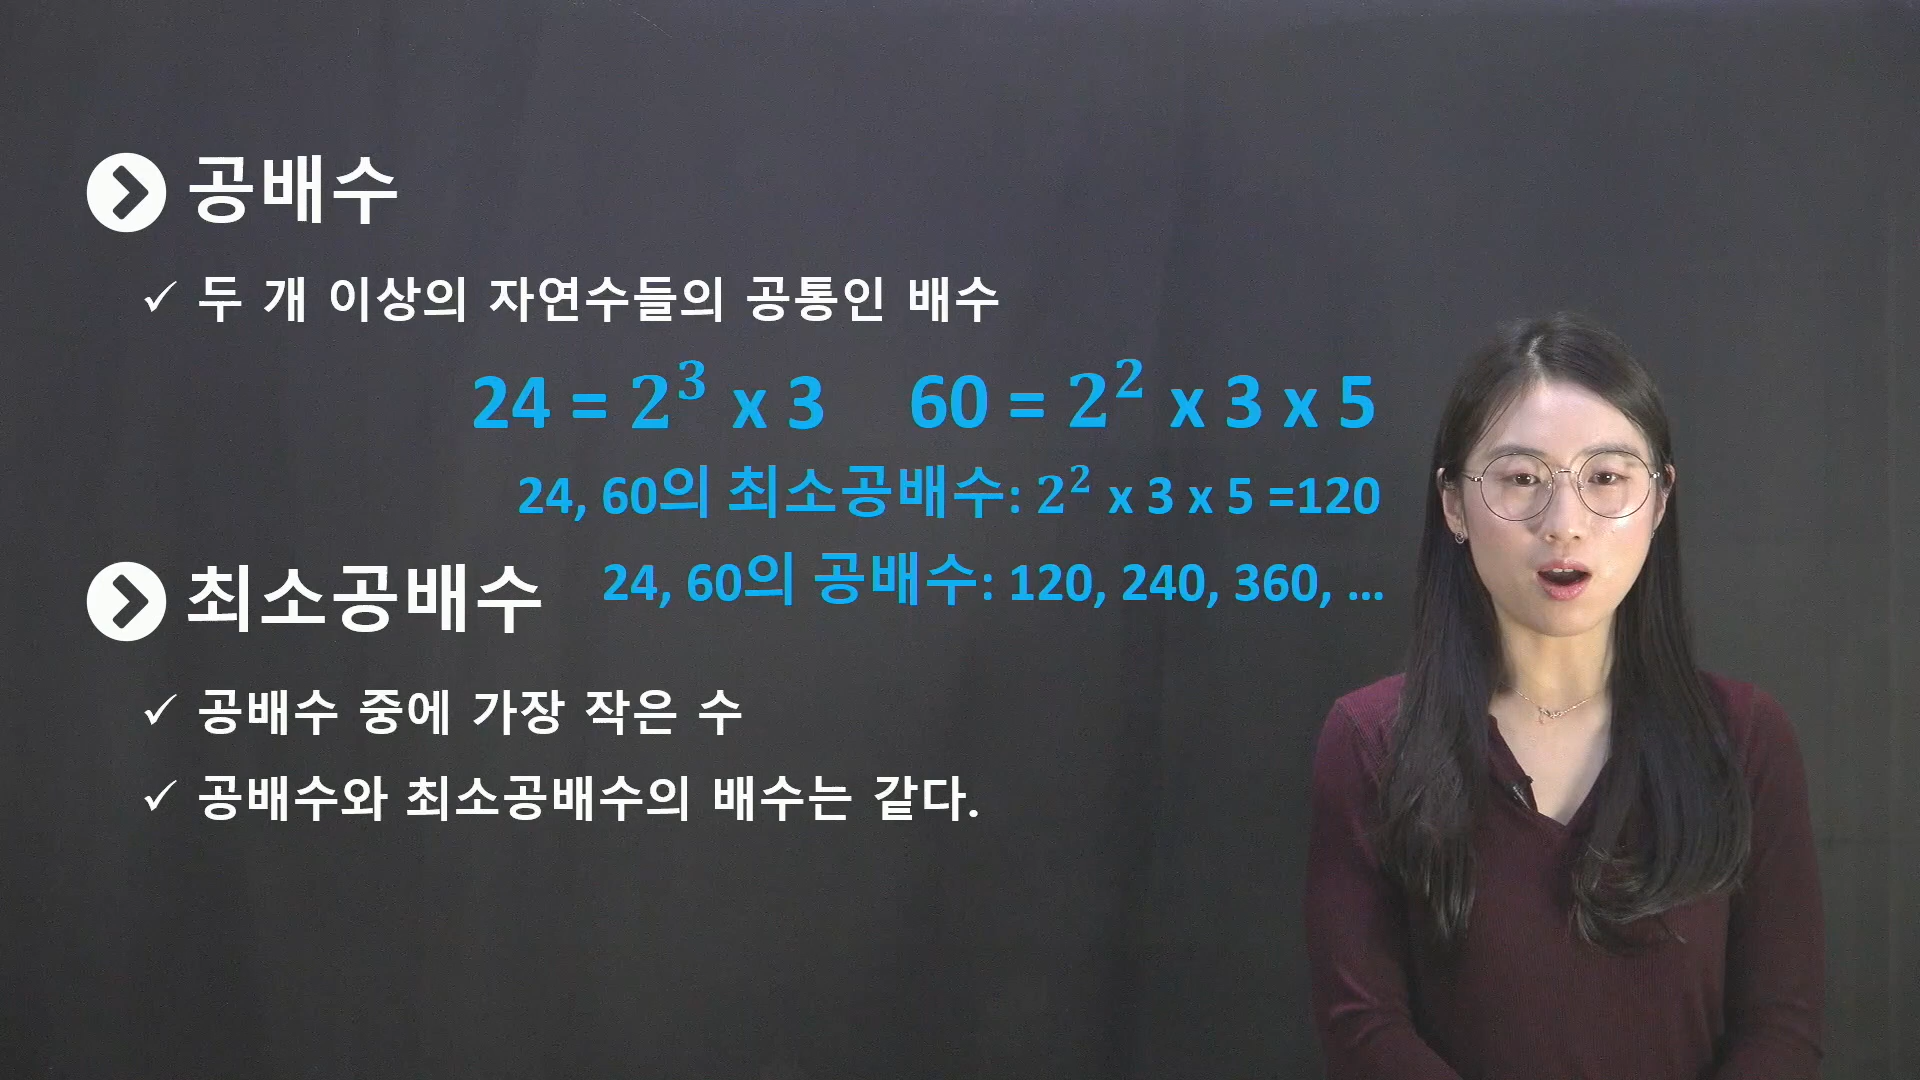 공배수
두 개 이상의 자연수들의 공통인 배수
24 = 2³ x 3 60 = 2² x 3 x 5
24, 60의 최소공배수: 2² x 3 x 5 =120
24, 60의 공배수: 120, 240, 360, ...
최소공배수
공배수 중에 가장 작은 수
공배수와 최소공배수의 배수는 같다.